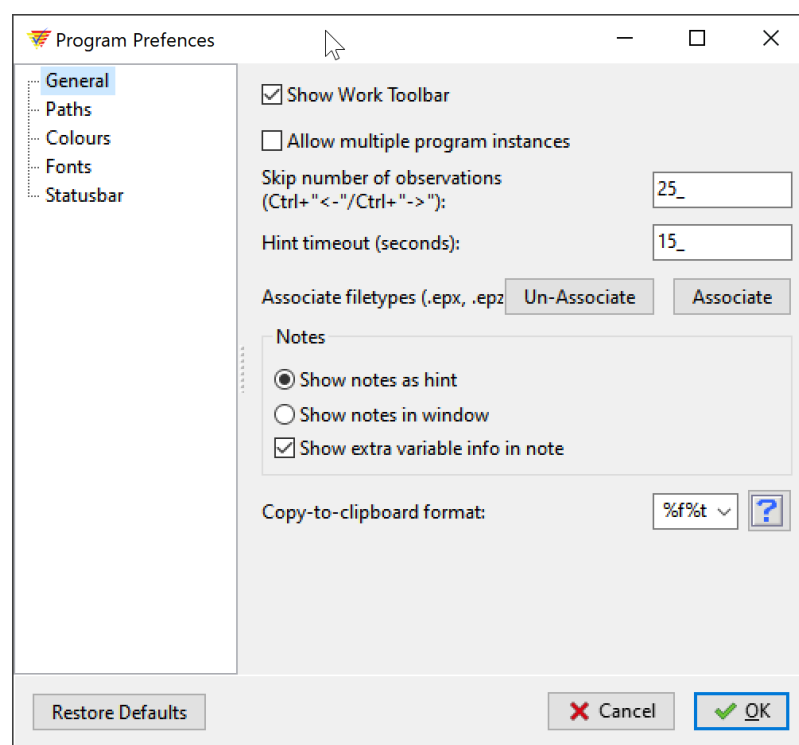 Program Prefences
General
Paths
Colours
Fonts
Statusbar
Show Work Toolbar
Allow multiple program instances
Skip number of observations
(Ctrl+"<-"/Ctrl+"->"):
25_
Hint timeout (seconds):
15_
Associate filetypes (.epx, .epz
Un-Associate
Associate
Notes
Show notes as hint
Show notes in window
Show extra variable info in note
Copy-to-clipboard format:
%f%t
?
Restore Defaults
Cancel
OK